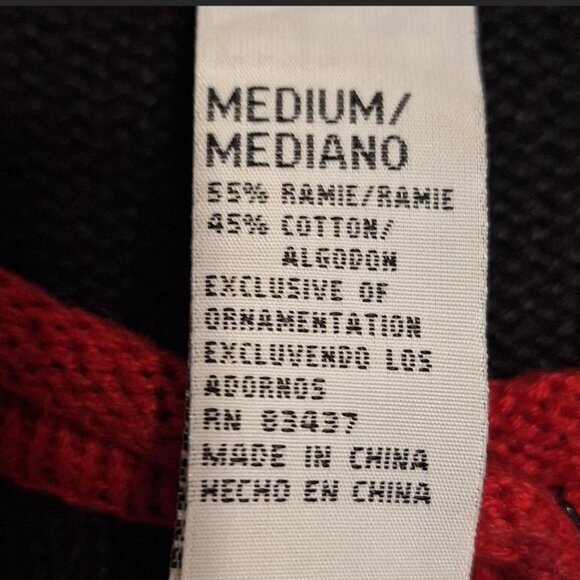 MEDIUM/
MEDIANO
55% RAMIE/RAMIE
45% COTTON/
ALGODON
EXCLUSIVE OF
ORNAMENTATION
EXCLUVENDO LOS
ADORNOS
RN 83437
MADE IN CHINA
HECHO EN CHINA